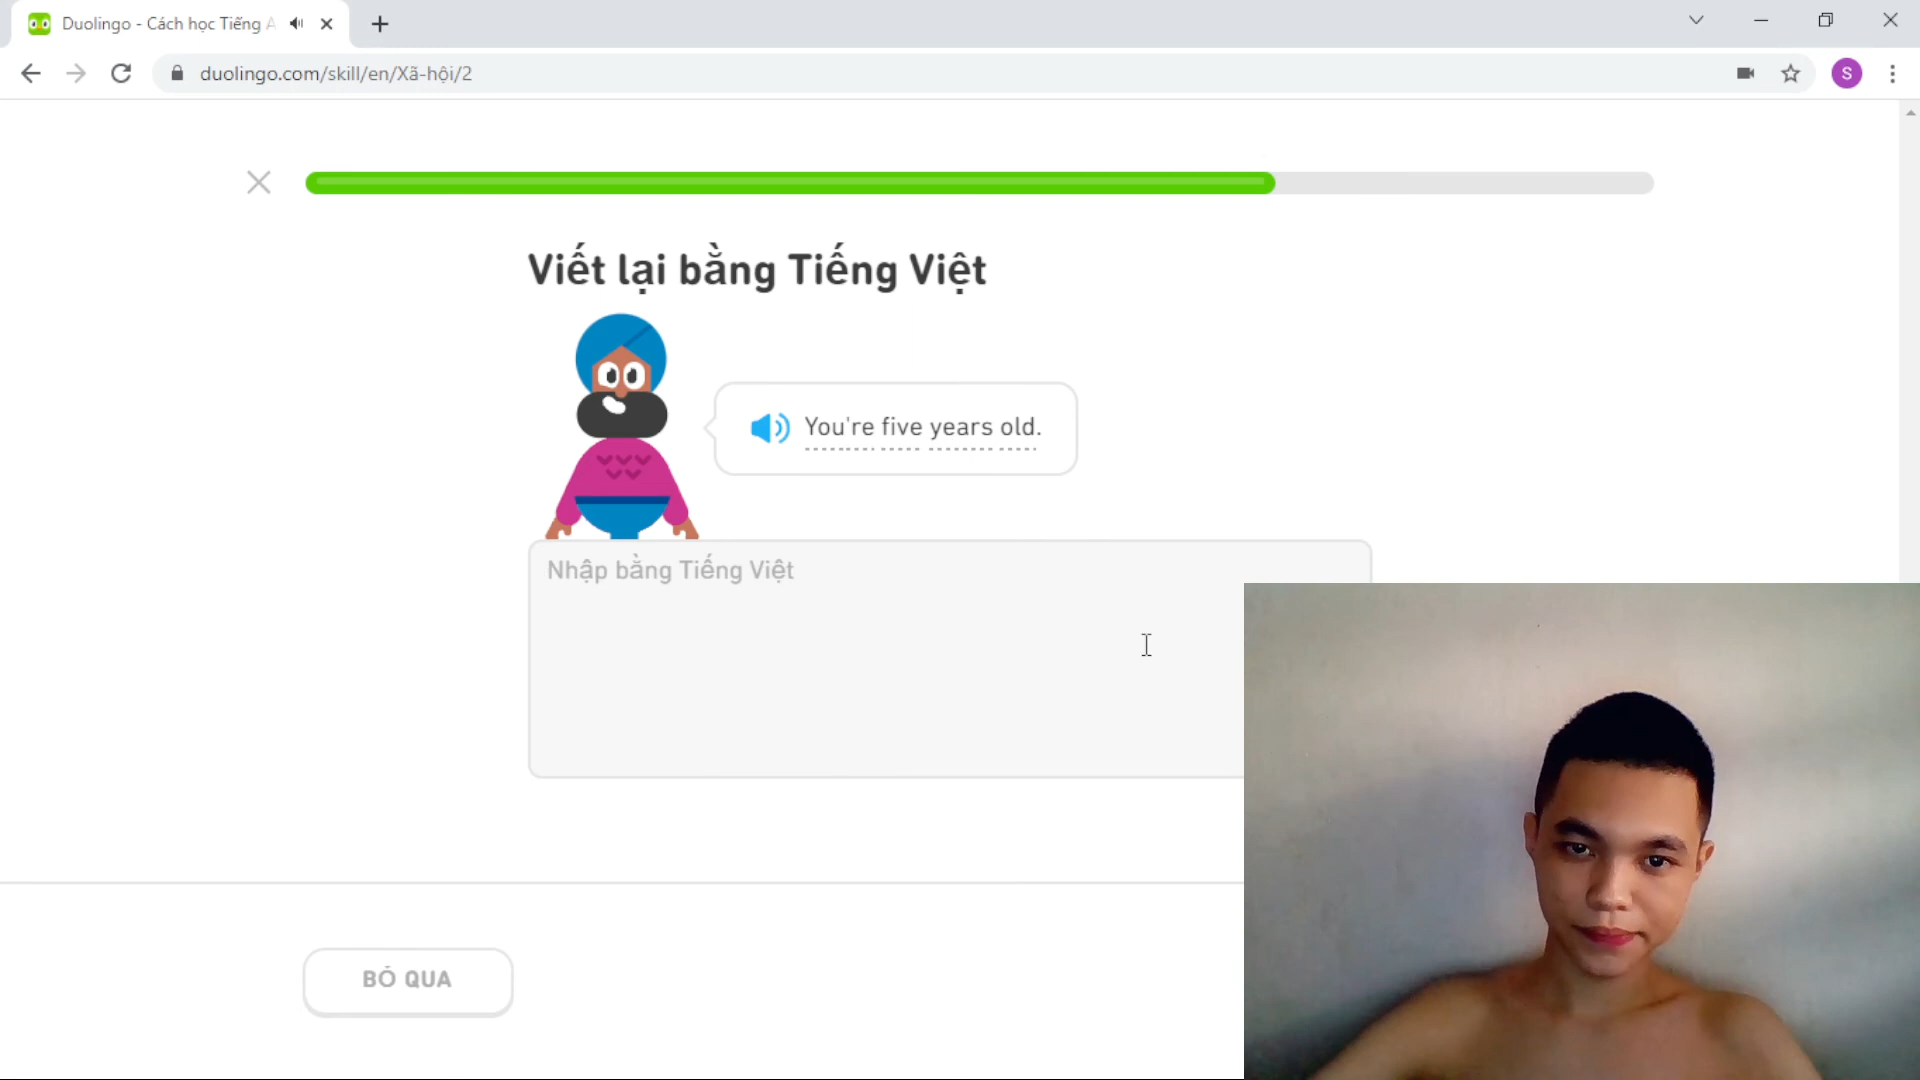 Duolingo - Cách học Tiếng A
duolingo.com/skill/en/Xã-hội/2
S
Viết lại bằng Tiếng Việt
You're five years old.
Nhập bằng Tiếng Việt
BỎ QUA